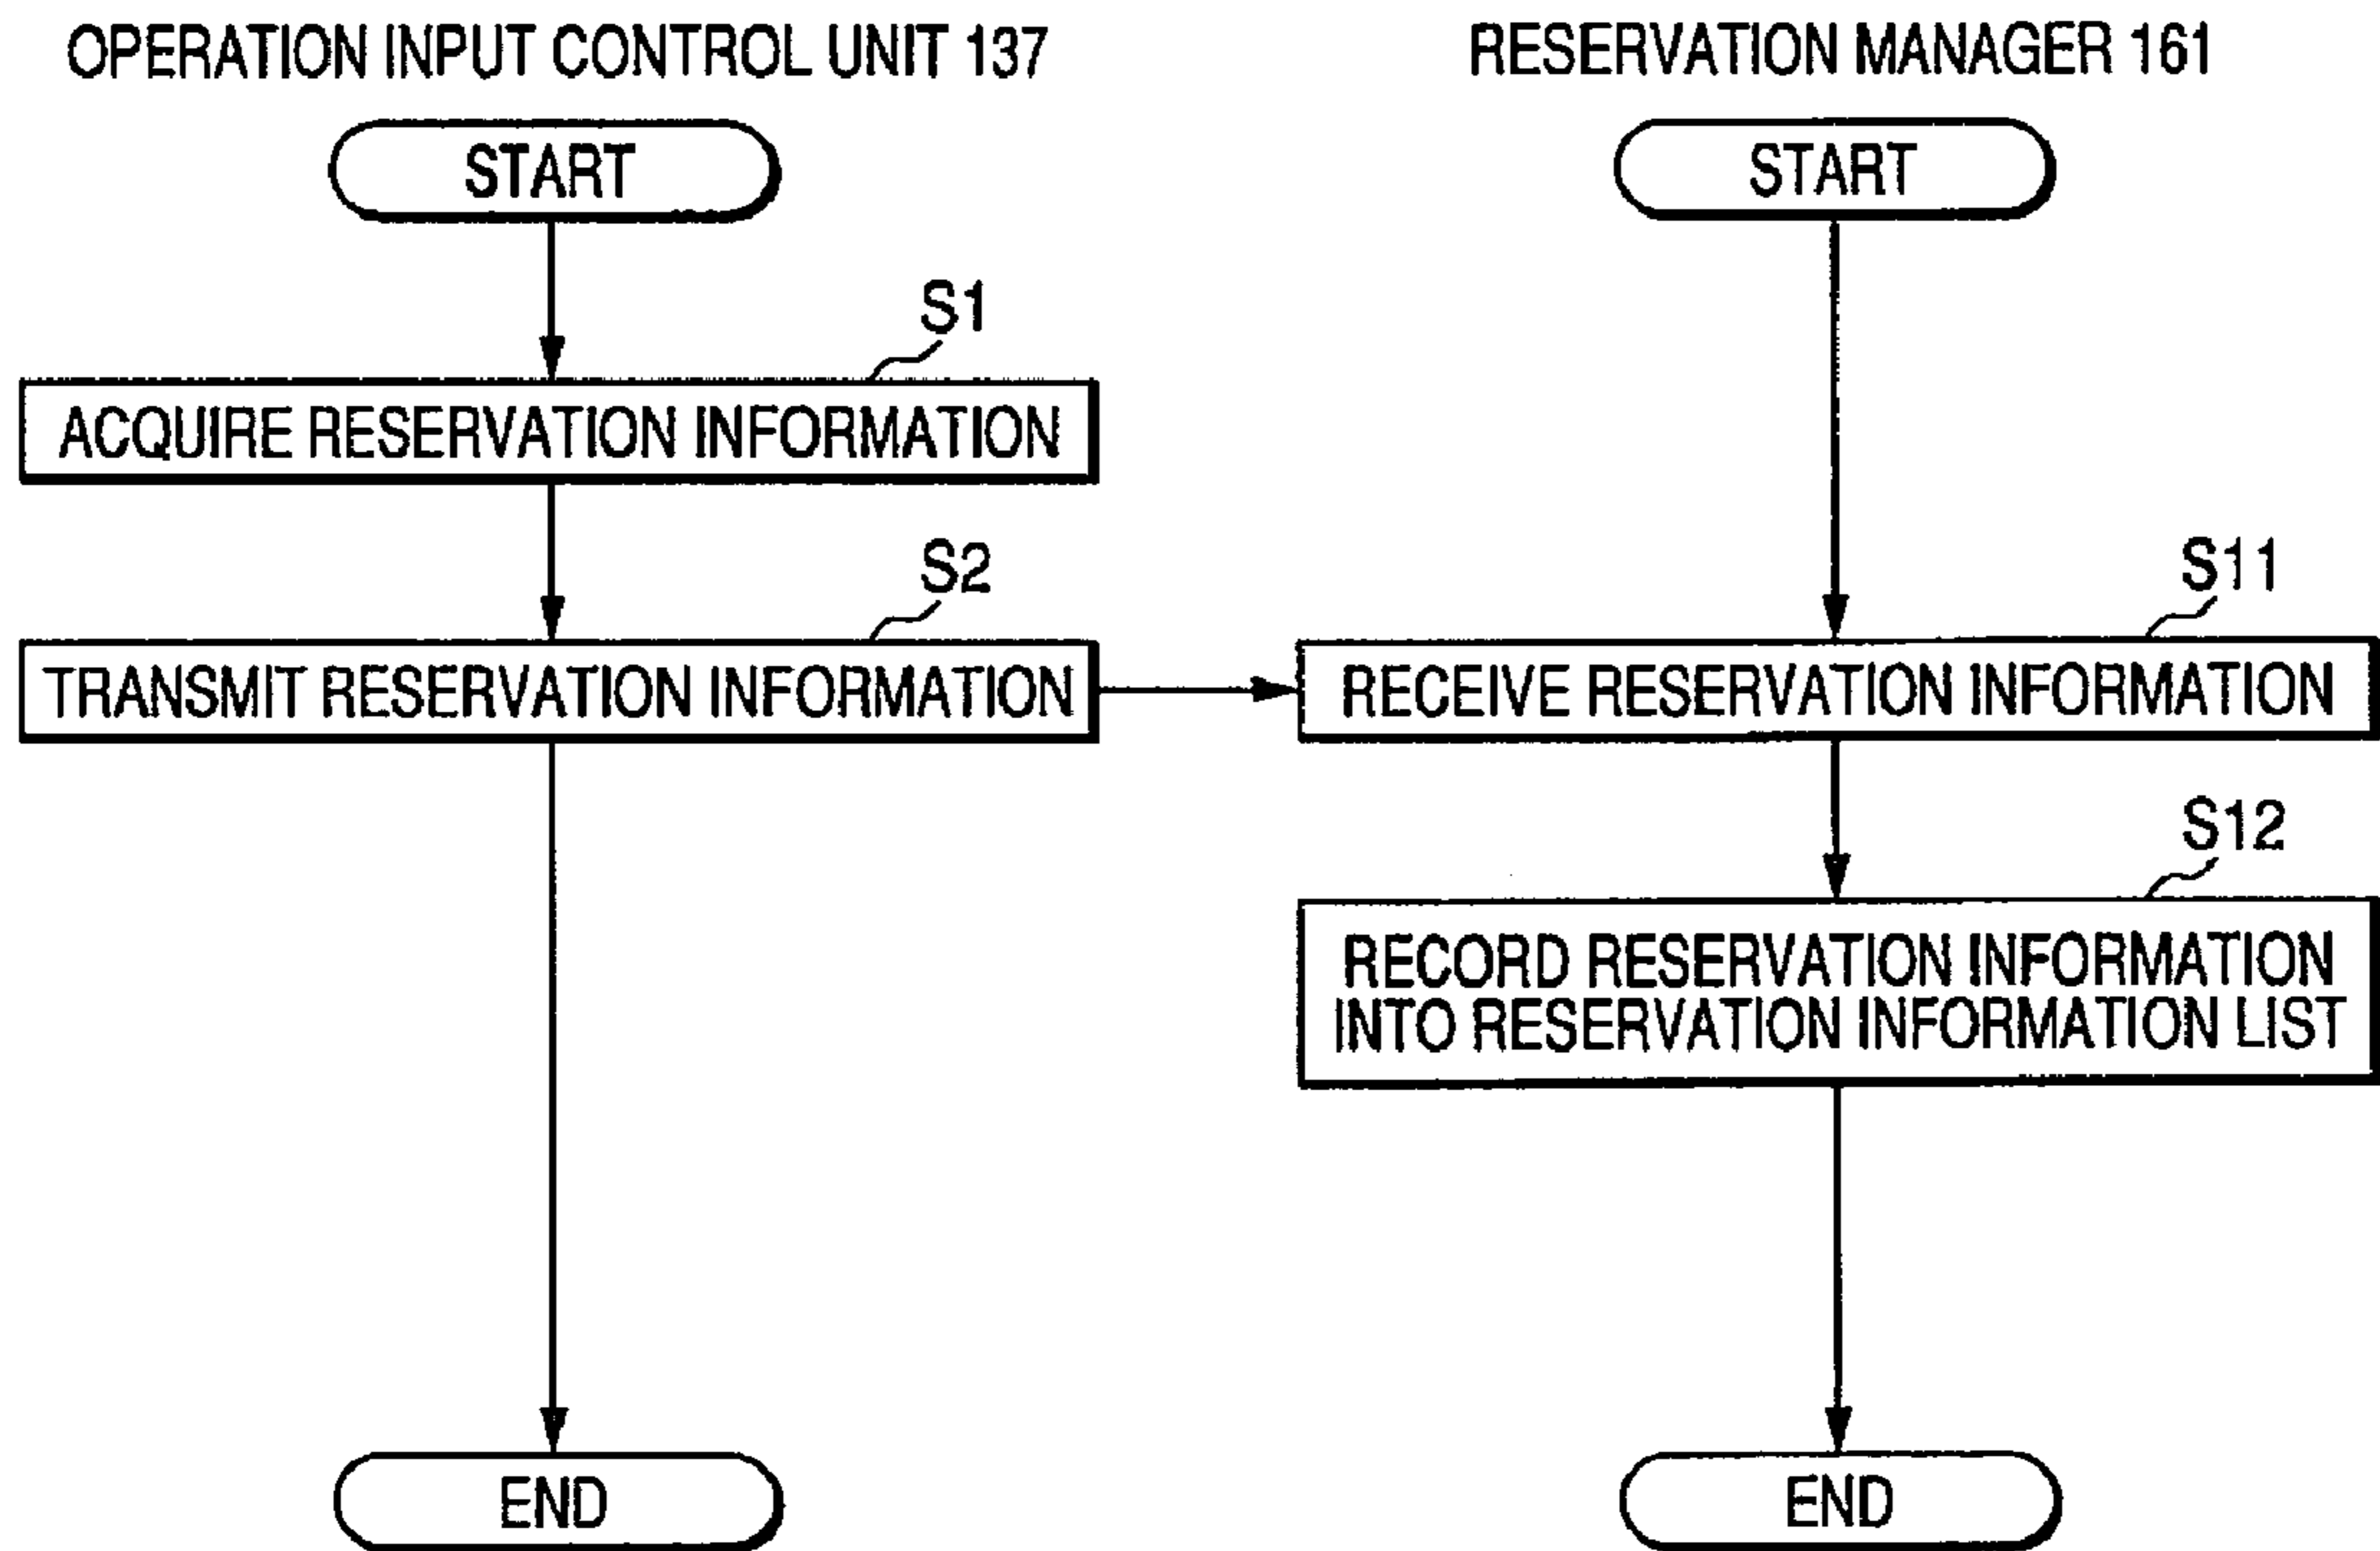 OPERATION INPUT CONTROL UNIT 137
START
S1
ACQUIRE RESERVATION INFORMATION
S2
TRANSMIT RESERVATION INFORMATION
END
RESERVATION MANAGER 161
START
S11
RECEIVE RESERVATION INFORMATION
S12
RECORD RESERVATION INFORMATION
INTO RESERVATION INFORMATION LIST
END